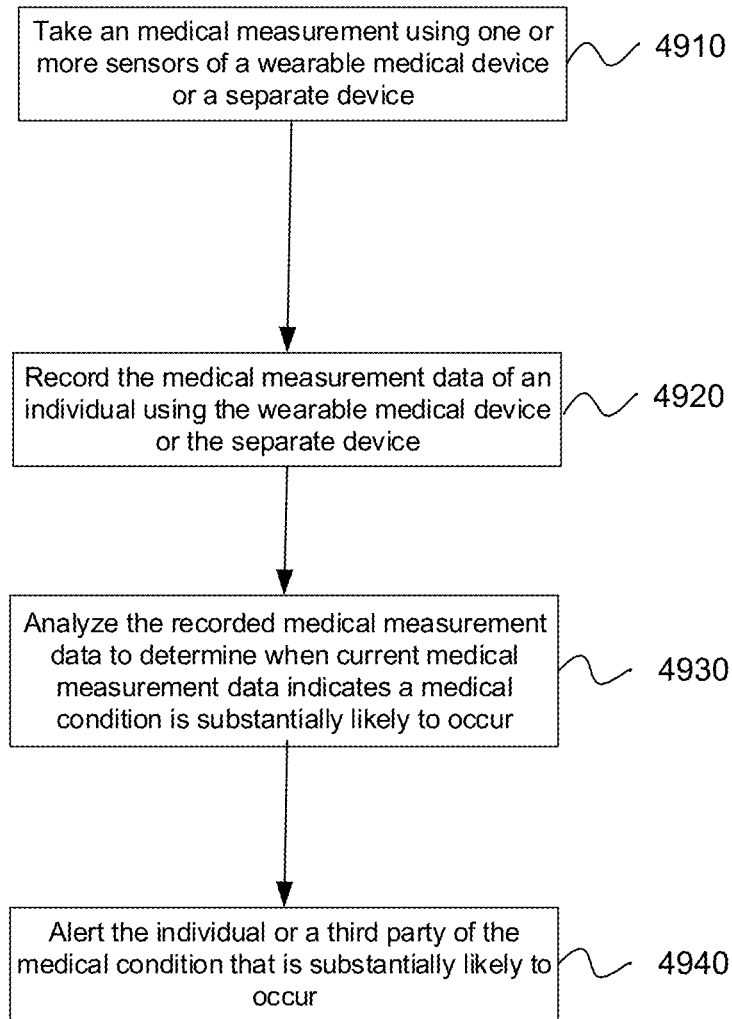 Take an medical measurement using one or
more sensors of a wearable medical device
or a separate device
4910
Record the medical measurement data of an
individual using the wearable medical device
or the separate device
4920
Analyze the recorded medical measurement
data to determine when current medical
measurement data indicates a medical
condition is substantially likely to occur
4930
Alert the individual or a third party of the
medical condition that is substantially likely to
occur
4940